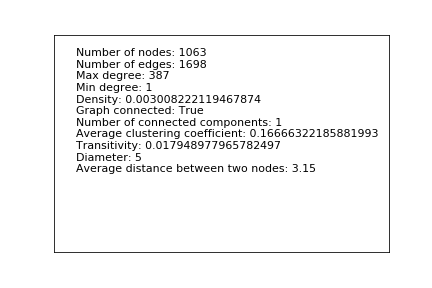 Number of nodes: 1063
Number of edges: 1698
Max degree: 387
Min degree: 1
Density: 0.003008222119467874
Graph connected: True
Number of connected components: 1
Average clustering coefficient: 0.16666322185881993
Transitivity: 0.017948977965782497
Diameter: 5
Average distance between two nodes: 3.15